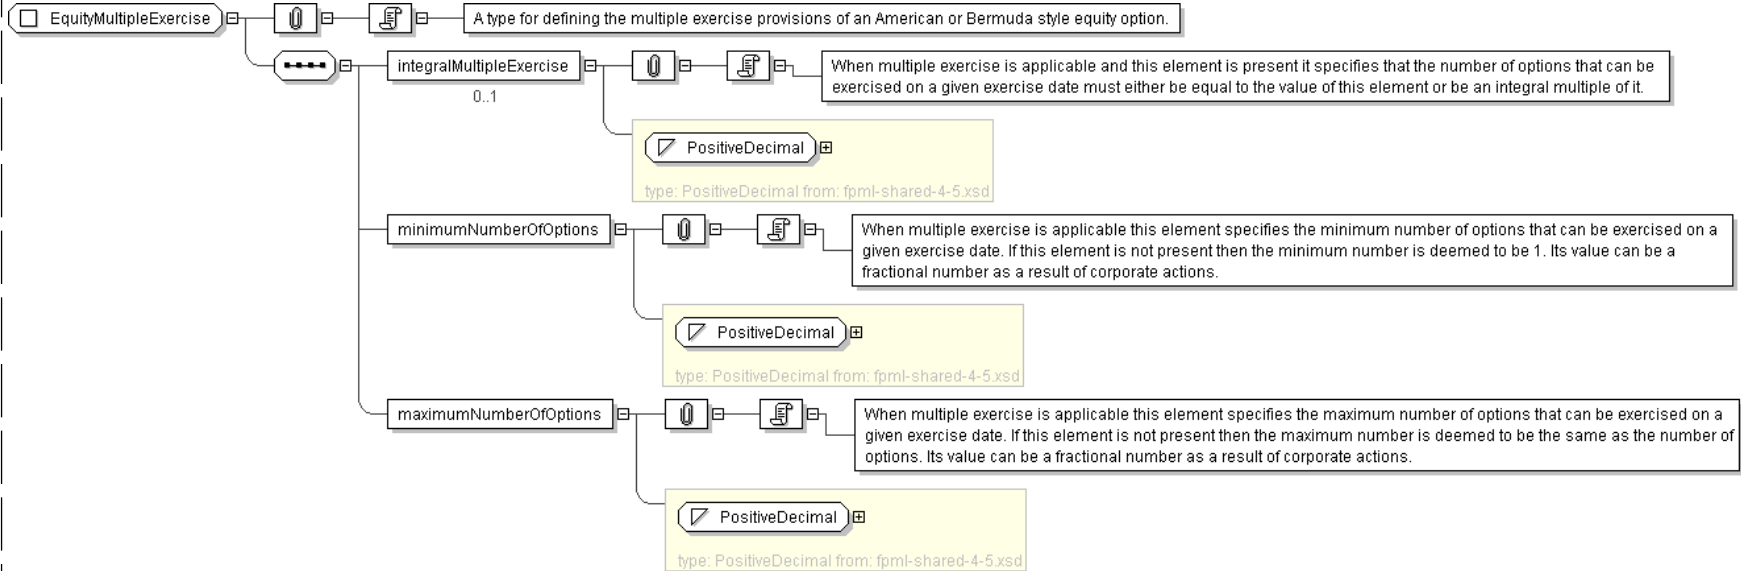 EquityMultipleExercise
A type for defining the multiple exercise provisions of an American or Bermuda style equity option.
integralMultipleExercise
0..1
When multiple exercise is applicable and this element is present it specifies that the number of options that can be
exercised on a given exercise date must either be equal to the value of this element or be an integral multiple of it.
PositiveDecimal
type: PositiveDecimal from: fpml-shared-4-5.xsd
minimumNumberOfOptions
When multiple exercise is applicable this element specifies the minimum number of options that can be exercised on a
given exercise date. If this element is not present then the minimum number is deemed to be 1. Its value can be a
fractional number as a result of corporate actions.
PositiveDecimal
type: PositiveDecimal from: fpml-shared-4-5.xsd
maximumNumberOfOptions
When multiple exercise is applicable this element specifies the maximum number of options that can be exercised on a
given exercise date. If this element is not present then the maximum number is deemed to be the same as the number of
options. Its value can be a fractional number as a result of corporate actions.
PositiveDecimal
type: PositiveDecimal from: fpml-shared-4-5.xsd